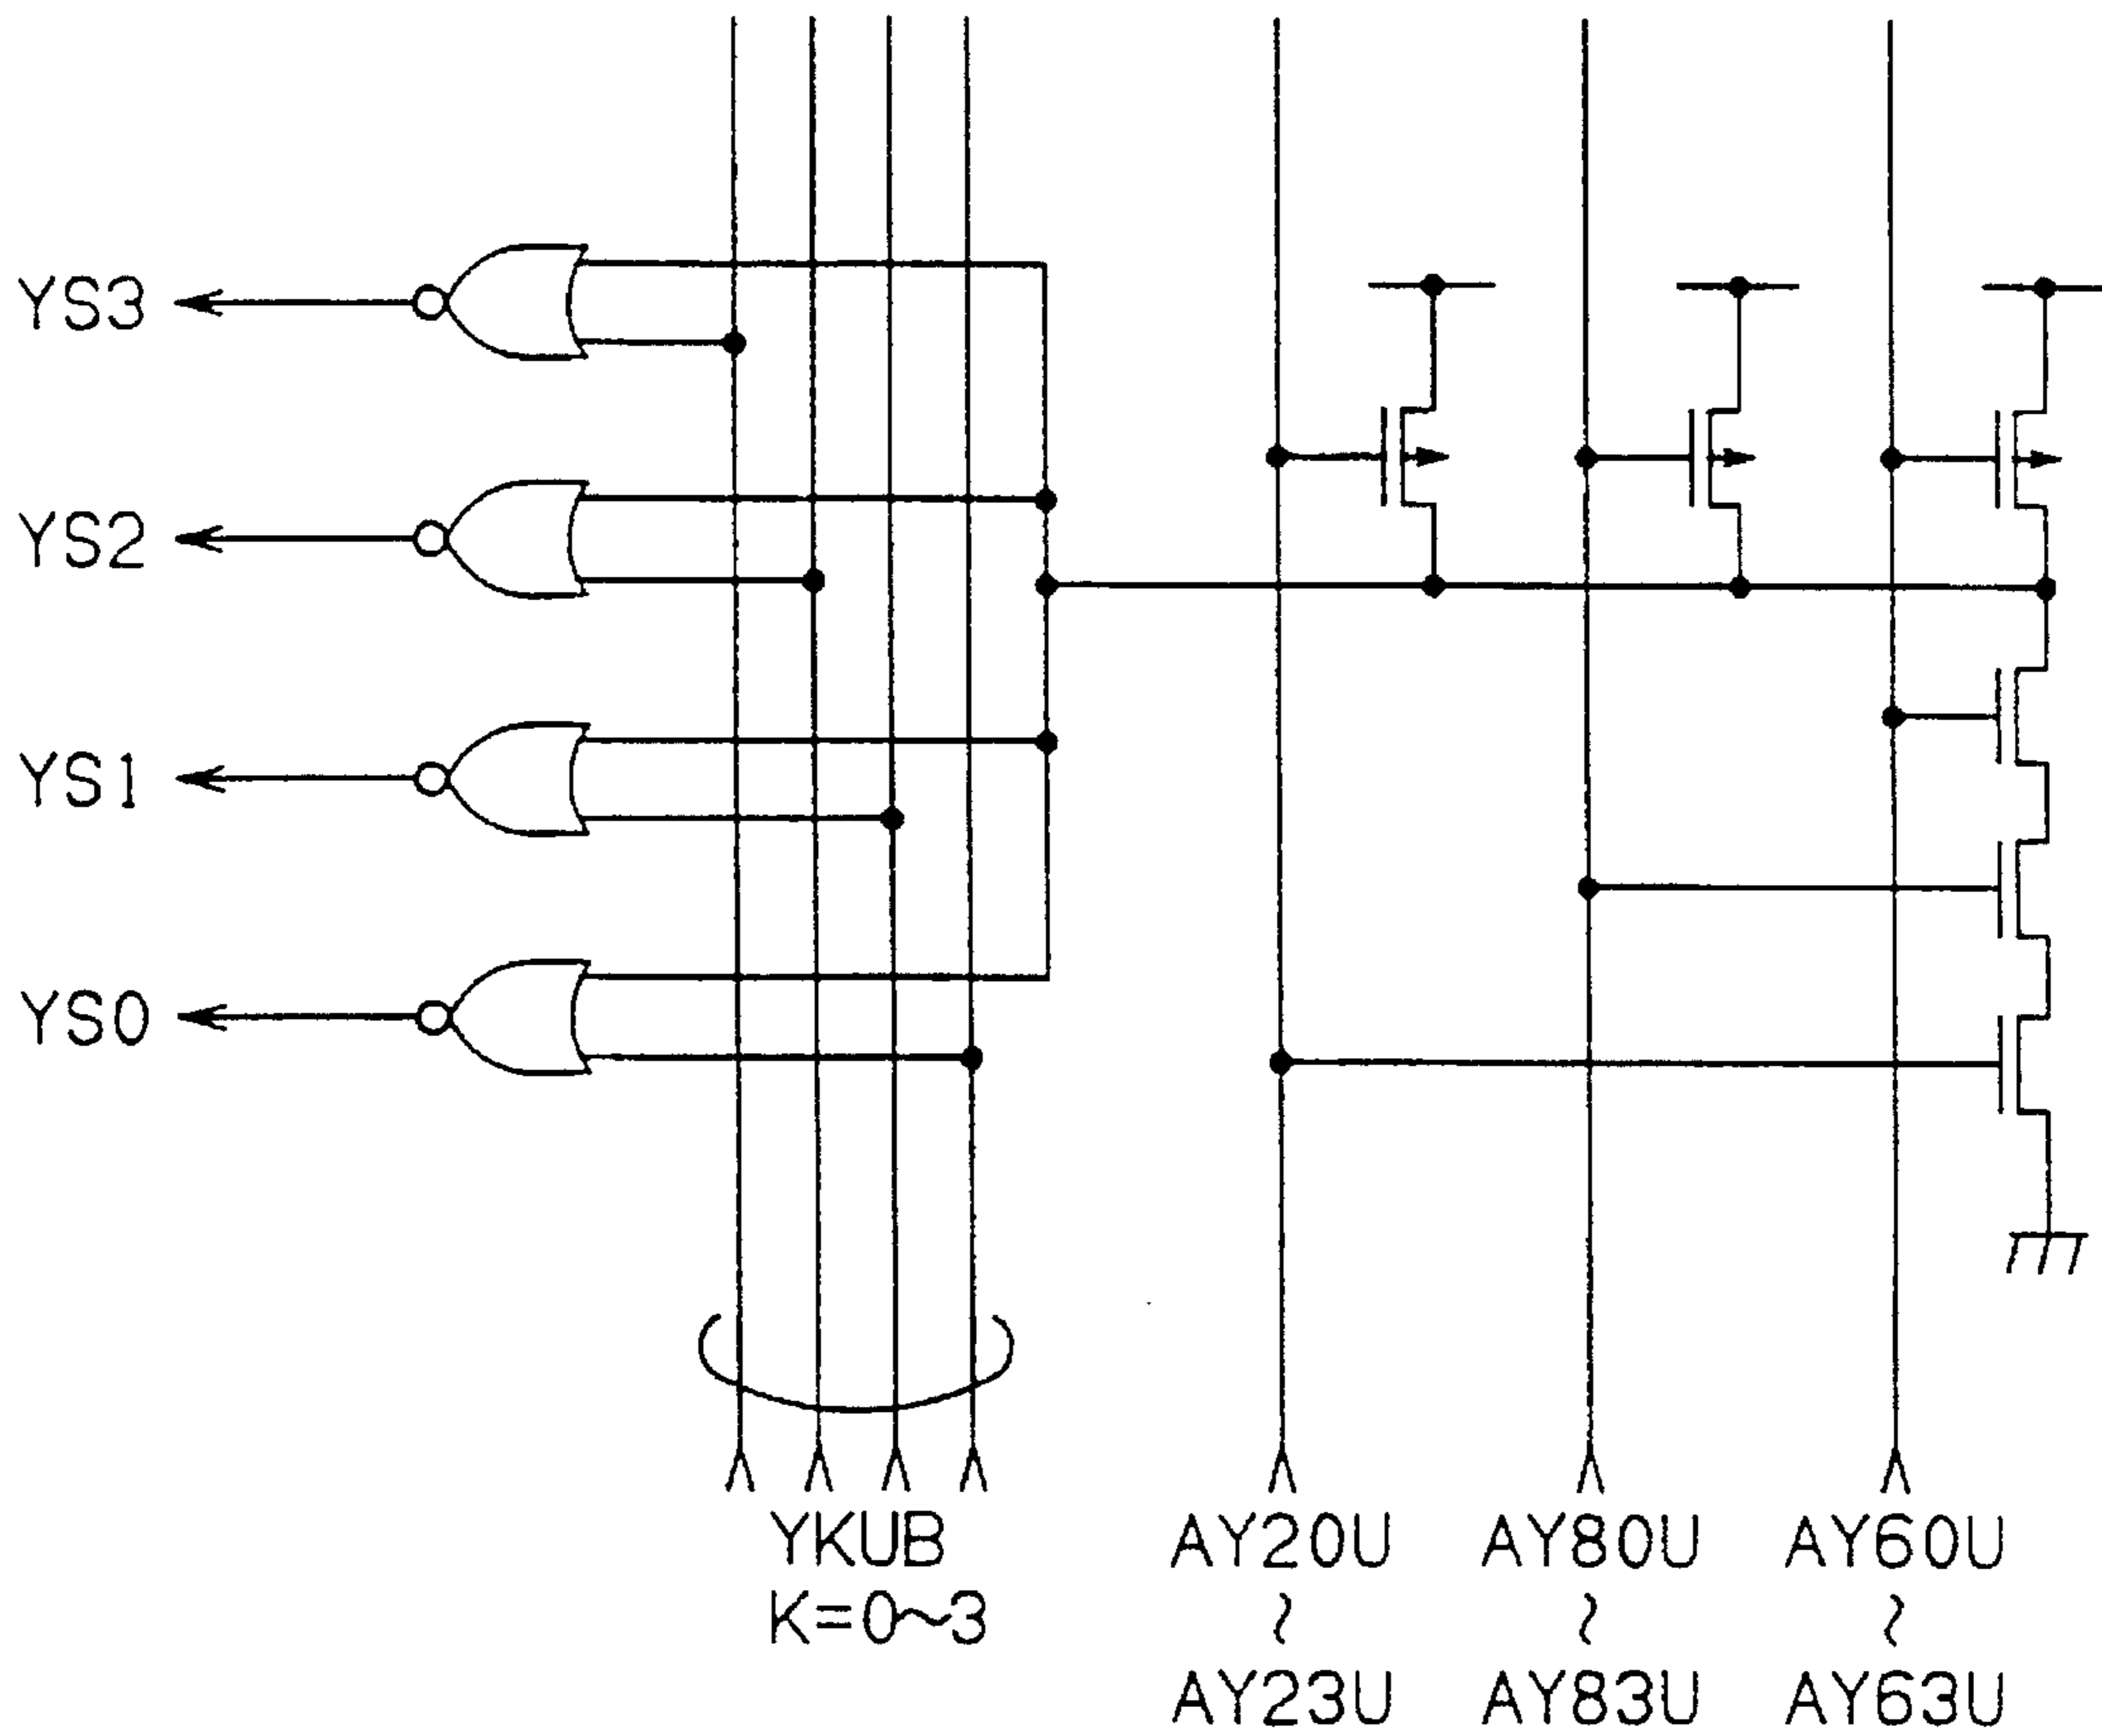 YS3
YS2
YS1
YS0
YKUB
K=0~3
AY20U
~
AY23U
AY80U
~
AY83U
AY60U
~
AY63U